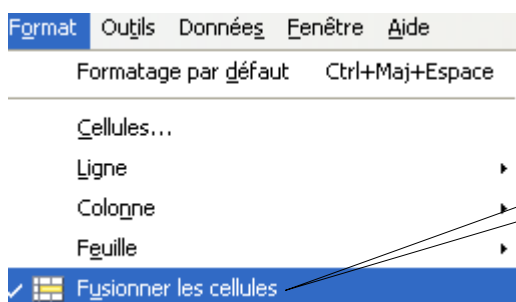 Format Outils Données Fenêtre Aide
Formatage par défaut Ctrl+Maj+Espace
Cellules...
Ligne
Colonne
Feuille
Fusionner les cellules